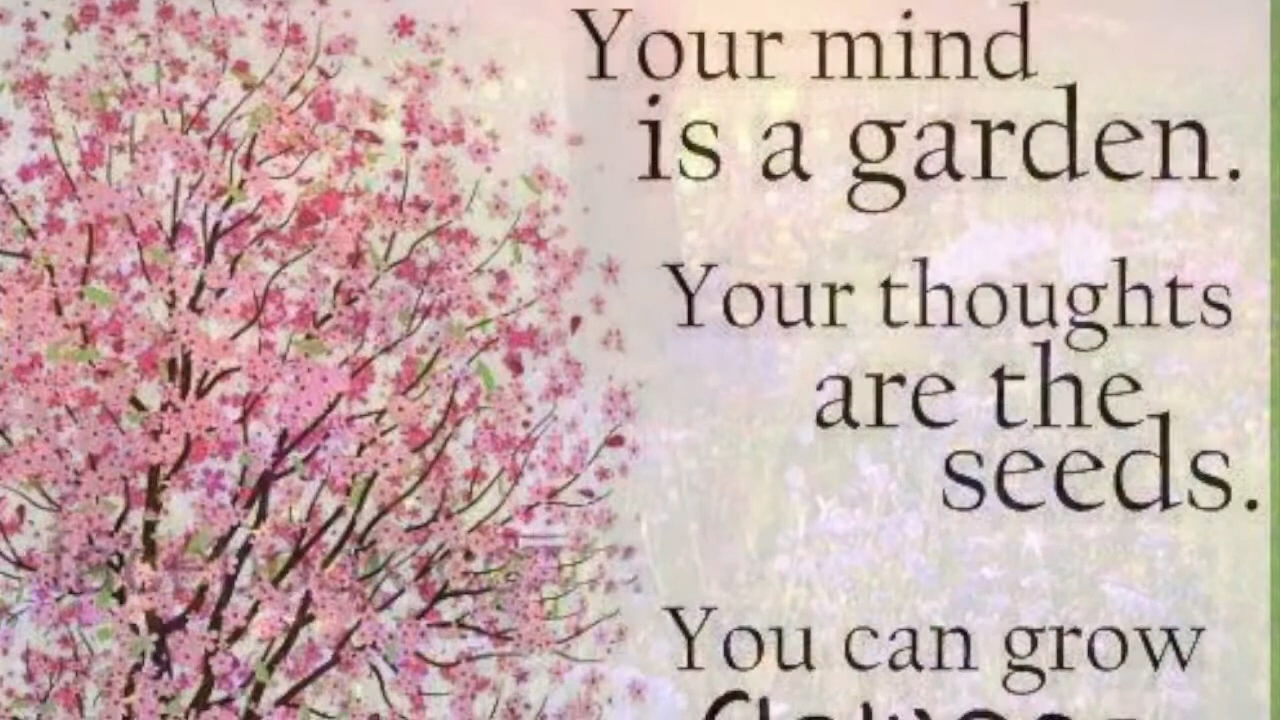 Your mind
is a garden.
Your thoughts
are the
seeds.
You can grow